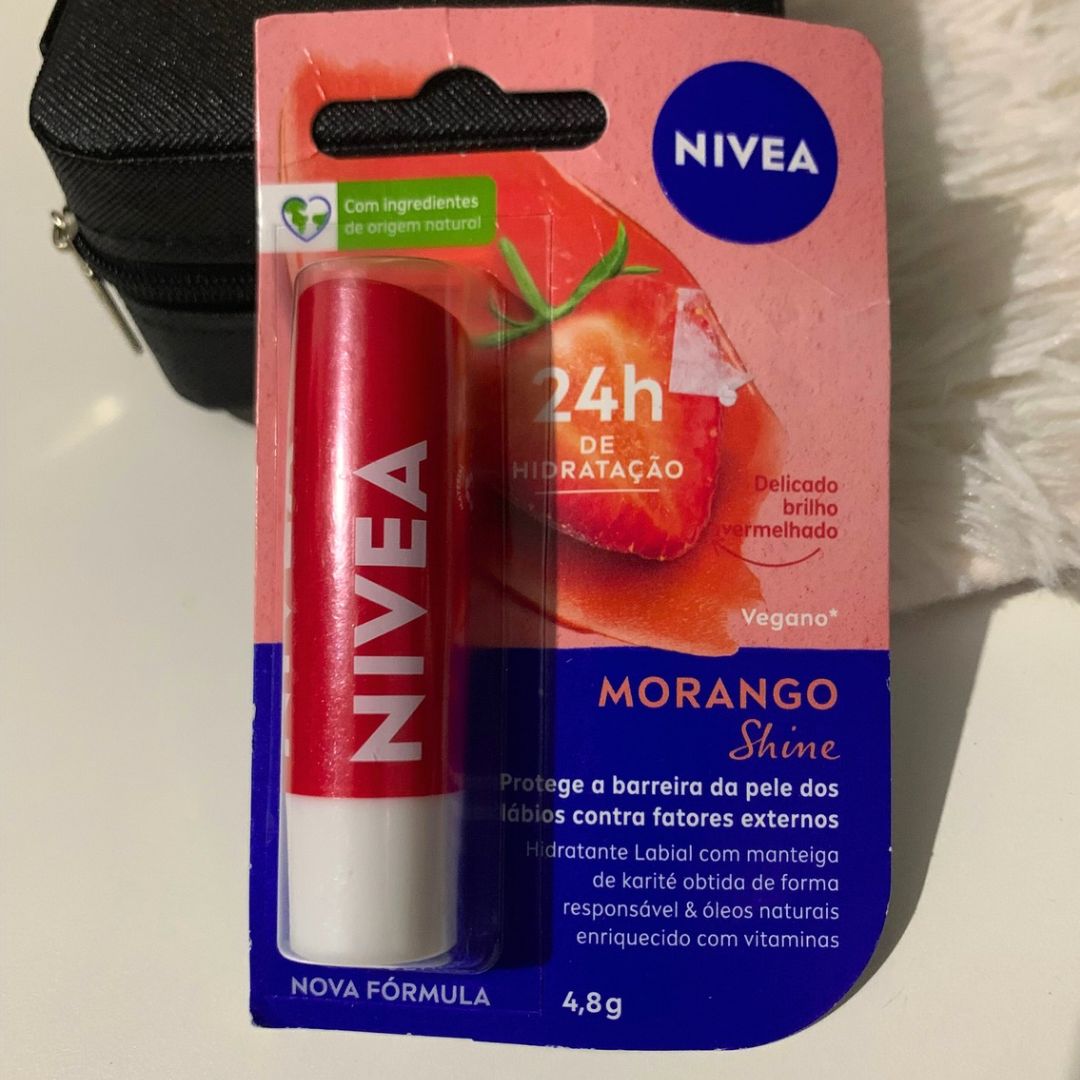 NIVEA
Com ingredientes
de origem natural
24h
DE
HIDRATAÇÃO
Delicado
brilho
avermelhado
Vegano*
NIVEA
MORANGO
Shine
Protege a barreira da pele dos
lábios contra fatores externos
Hidratante Labial com manteiga
de karité obtida de forma
responsável & óleos naturais
enriquecido com vitaminas
NOVA FÓRMULA
4,8g